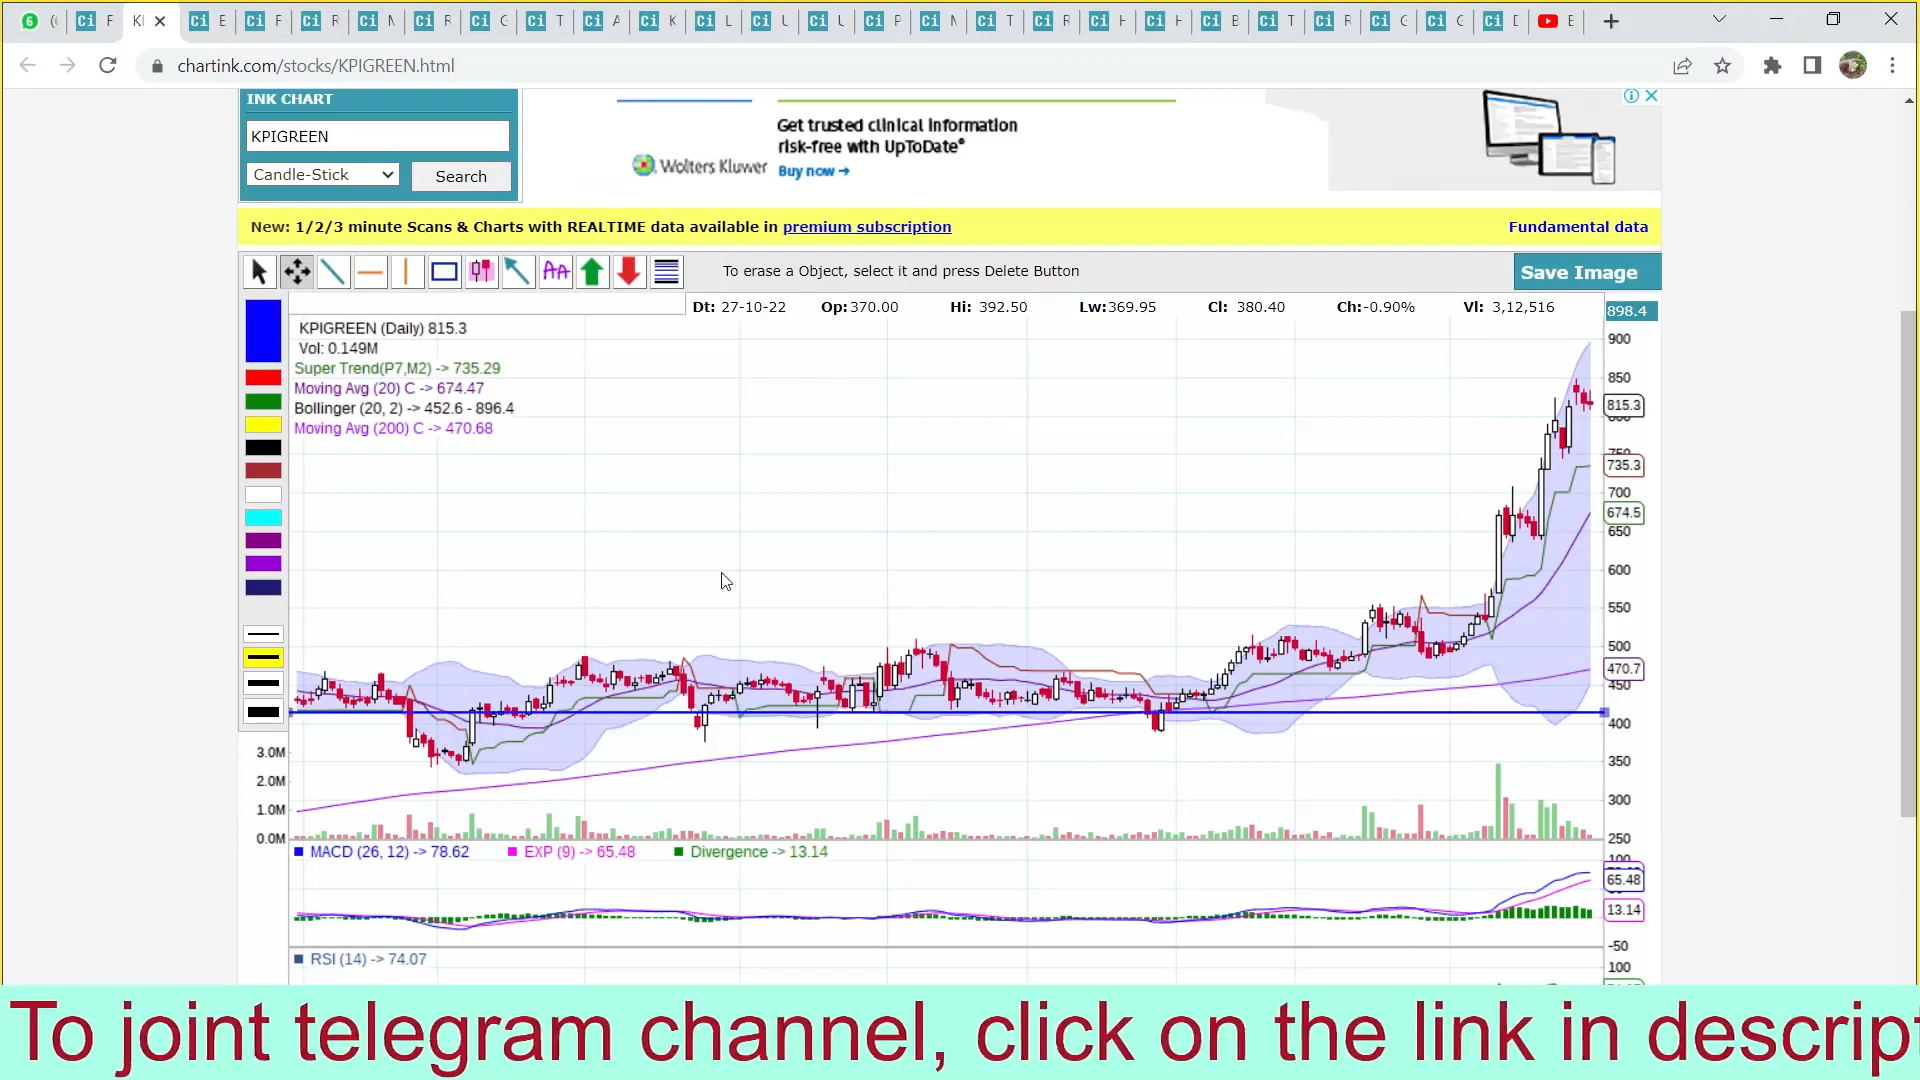 chartink.com/stocks/KPIGREEN.html
INK CHART
KPIGREEN
Candle-Stick
Search
Get trusted clinical information
risk-free with UpToDate®
Wolters Kluwer
Buy now →
New: 1/2/3 minute Scans & Charts with REALTIME data available in premium subscription
Fundamental data
To erase a Object, select it and press Delete Button
Save Image
Dt: 27-10-22 Op:370.00 Hi: 392.50 Lw:369.95 Cl: 380.40 Ch:-0.90% Vl: 3,12,516
898.4
KPIGREEN (Daily) 815.3
Vol: 0.149M
Super Trend(P7,M2) -> 735.29
Moving Avg (20) C -> 674.47
Bollinger (20, 2) -> 452.6 - 896.4
Moving Avg (200) C -> 470.68
900
850
815.3
735.3
700
674.5
650
600
550
500
470.7
450
400
350
300
250
3.0M
2.0M
1.0M
0.0M
MACD (26, 12) -> 78.62 EXP (9) -> 65.48 Divergence -> 13.14
65.48
13.14
-50
RSI (14) -> 74.07
100
To joint telegram channel, click on the link in descript